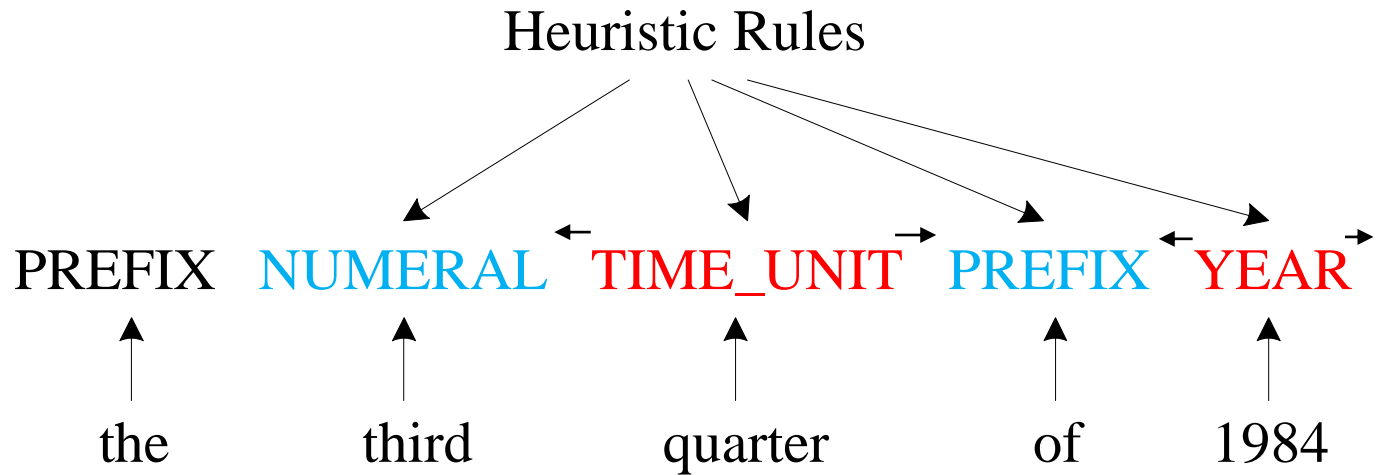 Heuristic Rules
PREFIX NUMERAL TIME_UNIT PREFIX YEAR
the third quarter of 1984